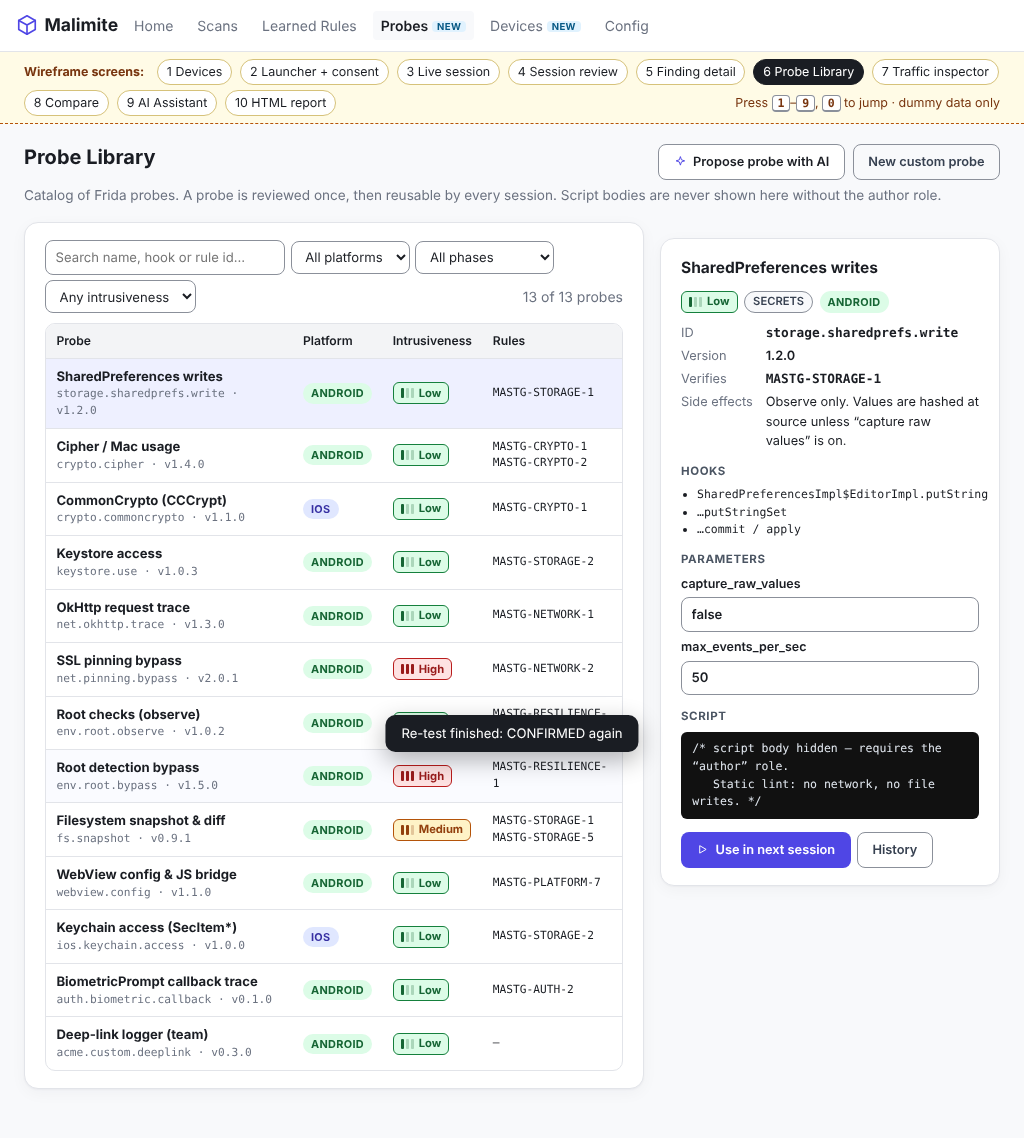 Malimite Home Scans Learned Rules Probes NEW Devices NEW Config
Wireframe screens: 1 Devices 2 Launcher + consent 3 Live session 4 Session review 5 Finding detail 6 Probe Library 7 Traffic inspector
8 Compare 9 AI Assistant 10 HTML report Press 1–9, 0 to jump · dummy data only
Probe Library
Propose probe with AI New custom probe
Catalog of Frida probes. A probe is reviewed once, then reusable by every session. Script bodies are never shown here without the author role.
Search name, hook or rule id... All platforms All phases
Any intrusiveness 13 of 13 probes
Probe Platform Intrusiveness Rules
SharedPreferences writes
storage.sharedprefs.write ·
v1.2.0
ANDROID Low MASTG-STORAGE-1
Cipher / Mac usage
crypto.cipher · v1.4.0
ANDROID Low MASTG-CRYPTO-1
MASTG-CRYPTO-2
CommonCrypto (CCCrypt)
crypto.commoncrypto · v1.1.0
IOS Low MASTG-CRYPTO-1
Keystore access
keystore.use · v1.0.3
ANDROID Low MASTG-STORAGE-2
OkHttp request trace
net.okhttp.trace · v1.3.0
ANDROID Low MASTG-NETWORK-1
SSL pinning bypass
net.pinning.bypass · v2.0.1
ANDROID High MASTG-NETWORK-2
Root checks (observe)
env.root.observe · v1.0.2
ANDROID MASTG-RESILIENCE-
Re-test finished: CONFIRMED again
Root detection bypass
env.root.bypass · v1.5.0
ANDROID High MASTG-RESILIENCE-
1
Filesystem snapshot & diff
fs.snapshot · v0.9.1
ANDROID Medium MASTG-STORAGE-1
MASTG-STORAGE-5
WebView config & JS bridge
webview.config · v1.1.0
ANDROID Low MASTG-PLATFORM-7
Keychain access (SecItem*)
ios.keychain.access · v1.0.0
IOS Low MASTG-STORAGE-2
BiometricPrompt callback trace
auth.biometric.callback · v0.1.0
ANDROID Low MASTG-AUTH-2
Deep-link logger (team)
acme.custom.deeplink · v0.3.0
ANDROID Low —
SharedPreferences writes
Low SECRETS ANDROID
ID storage.sharedprefs.write
Version 1.2.0
Verifies MASTG-STORAGE-1
Side effects Observe only. Values are hashed at
source unless “capture raw
values” is on.
HOOKS
• SharedPreferencesImpl$EditorImpl.putString
• …putStringSet
• …commit / apply
PARAMETERS
capture_raw_values
false
max_events_per_sec
50
SCRIPT
/* script body hidden — requires the
“author” role.
Static lint: no network, no file
writes. */
Use in next session History